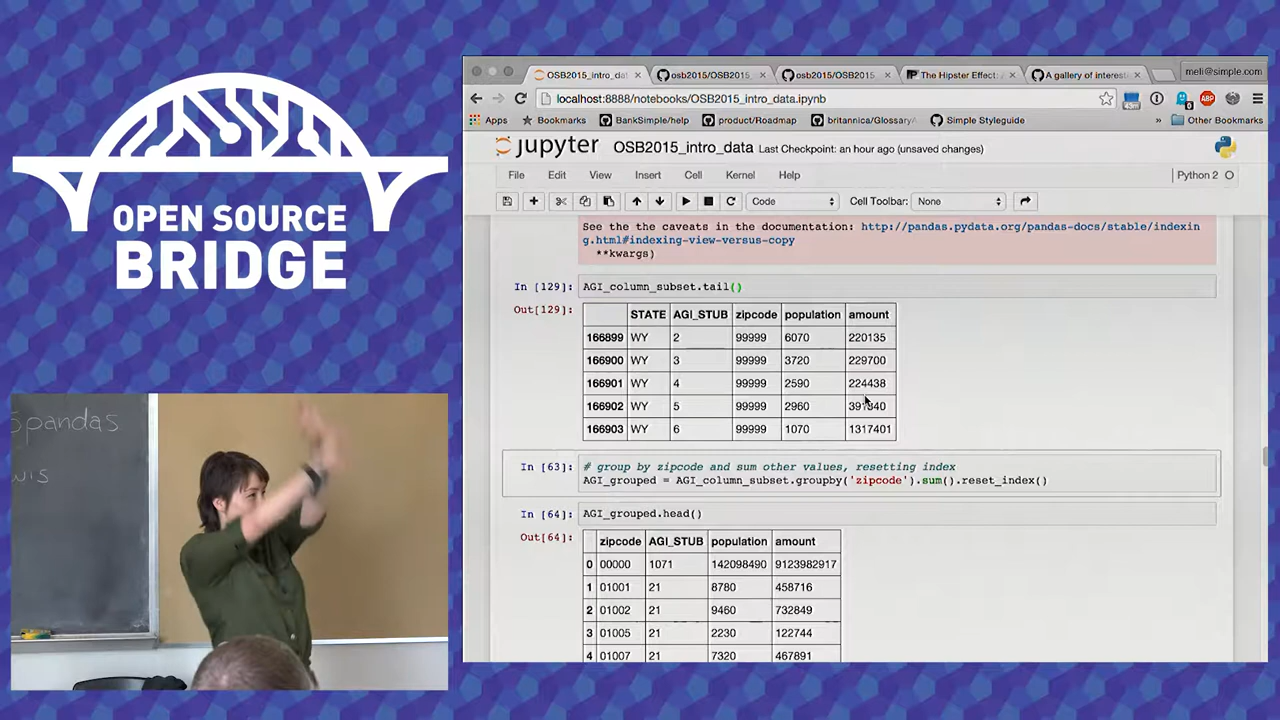 OPEN SOURCE
BRIDGE
pandas
OSB2015_intro_dat
osb2015/OSB2015_
osb2015/OSB2015
The Hipster Effect:
A gallery of interest
meli@simple.com
localhost:8888/notebooks/OSB2015_intro_data.ipynb
ABP
Apps Bookmarks BankSimple/help product/Roadmap britannica/Glossary Simple Styleguide » Other Bookmarks
jupyter OSB2015_intro_data Last Checkpoint: an hour ago (unsaved changes)
File Edit View Insert Cell Kernel Help Python 2
Code Cell Toolbar: None
See the the caveats in the documentation: http://pandas.pydata.org/pandas-docs/stable/indexin
g.html#indexing-view-versus-copy
**kwargs)
In [129]: AGI_column_subset.tail()
Out[129]:
STATE AGI_STUB zipcode population amount
166899 WY 2 99999 6070 220135
166900 WY 3 99999 3720 229700
166901 WY 4 99999 2590 224438
166902 WY 5 99999 2960
166903 WY 6 99999 1070 1317401
In [63]: # group by zipcode and sum other values, resetting index
AGI_grouped = AGI_column_subset.groupby('zipcode').sum().reset_index()
In [64]: AGI_grouped.head()
Out[64]:
zipcode AGI_STUB population amount
0 00000 1071 142098490 9123982917
1 01001 21 8780 458716
2 01002 21 9460 732849
3 01005 21 2230 122744
4 01007 21 7320 467891